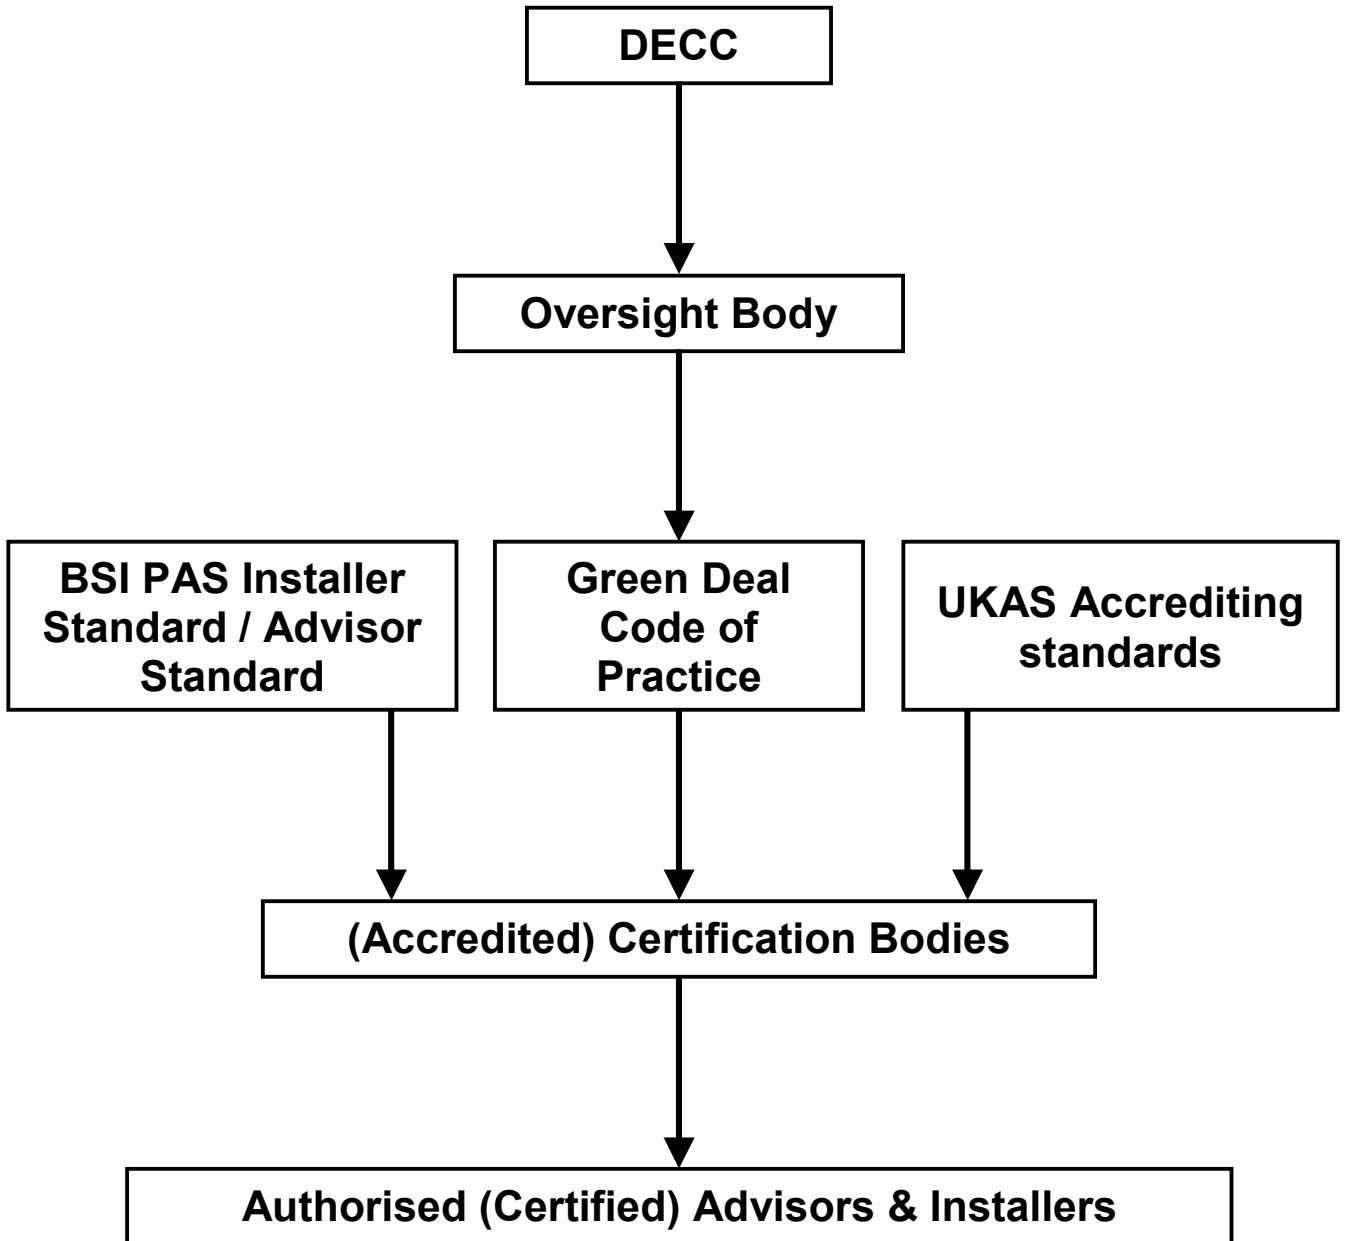 DECC
Oversight Body
BSI PAS Installer
Standard / Advisor
Standard
Green Deal
Code of
Practice
UKAS Accrediting
standards
(Accredited) Certification Bodies
Authorised (Certified) Advisors & Installers